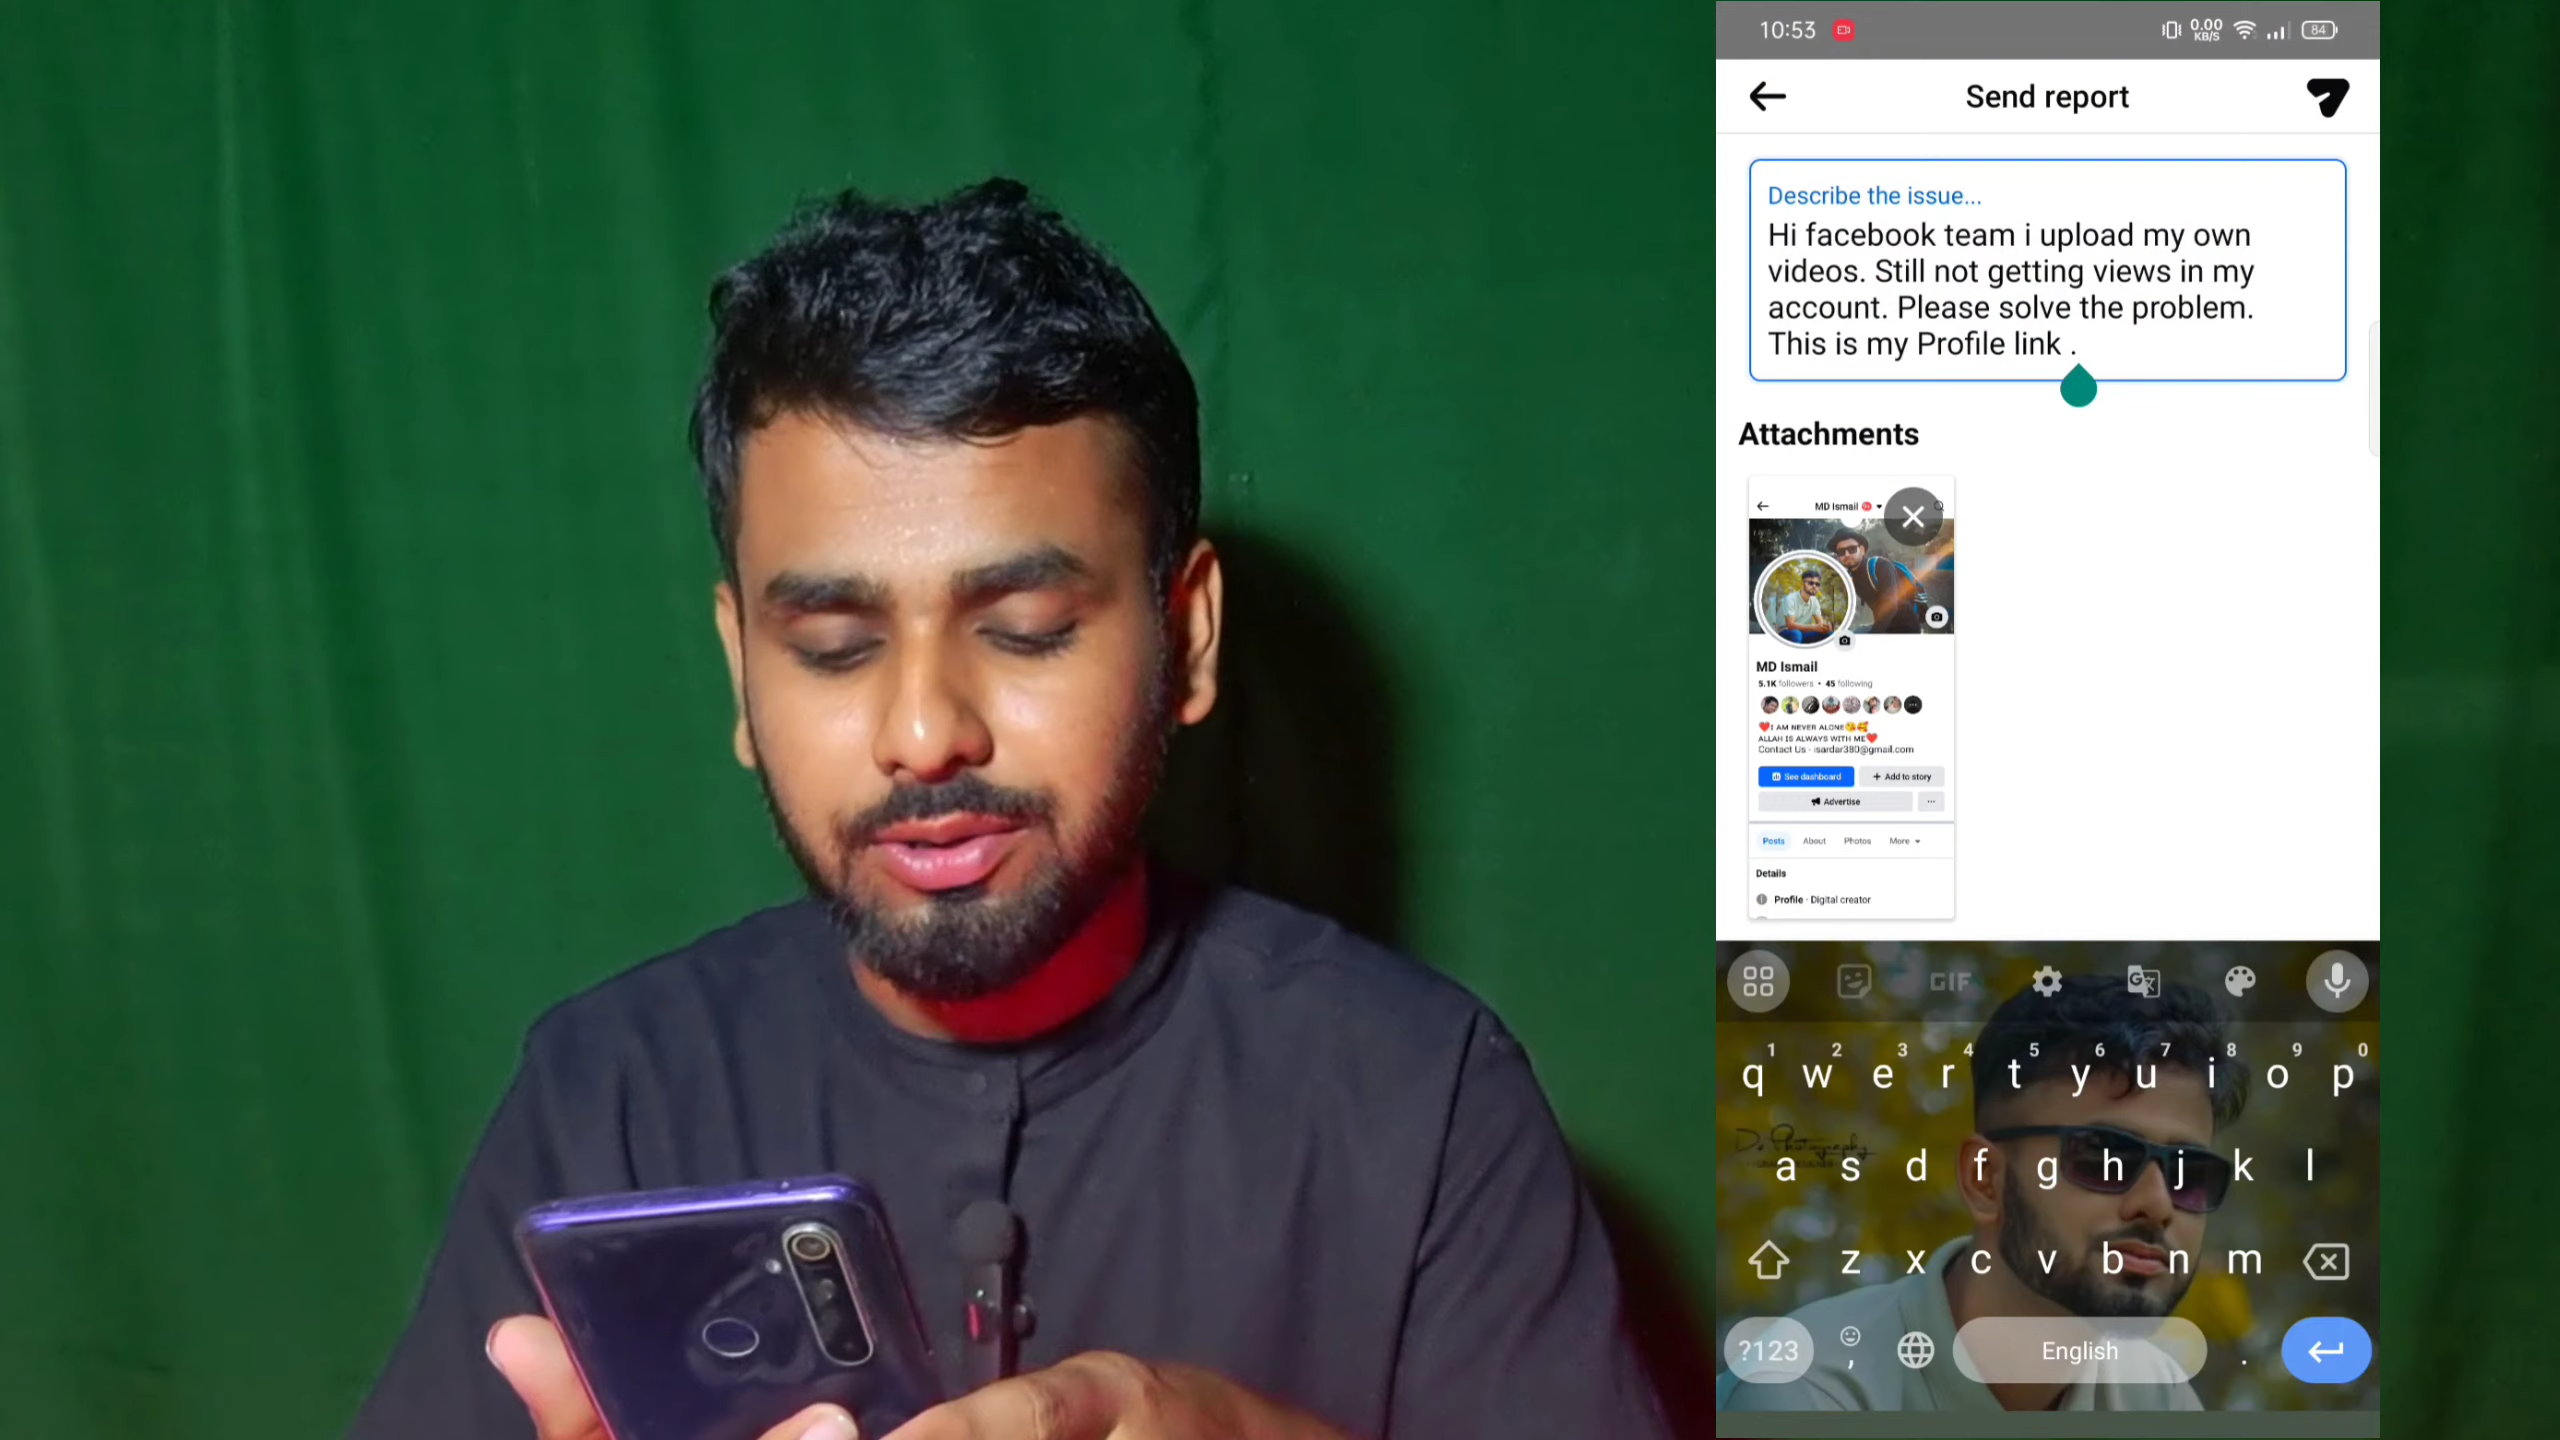 10:53
0.00
KB/S
84
Send report
Describe the issue...
Hi facebook team i upload my own
videos. Still not getting views in my
account. Please solve the problem.
This is my Profile link .
Attachments
MD Ismail
MD Ismail
5.1K followers • 45 following
❤️I AM NEVER ALONE😘🥰
ALLAH IS ALWAYS WITH ME❤️
Contact Us - isardar380@gmail.com
See dashboard
+ Add to story
Advertise
Posts About Photos More
Details
Profile · Digital creator
GIF
1 2 3 4 5 6 7 8 9 0
q w e r t y u i o p
Ds Photography
a s d f g h j k l
z x c v b n m
?123 , English .